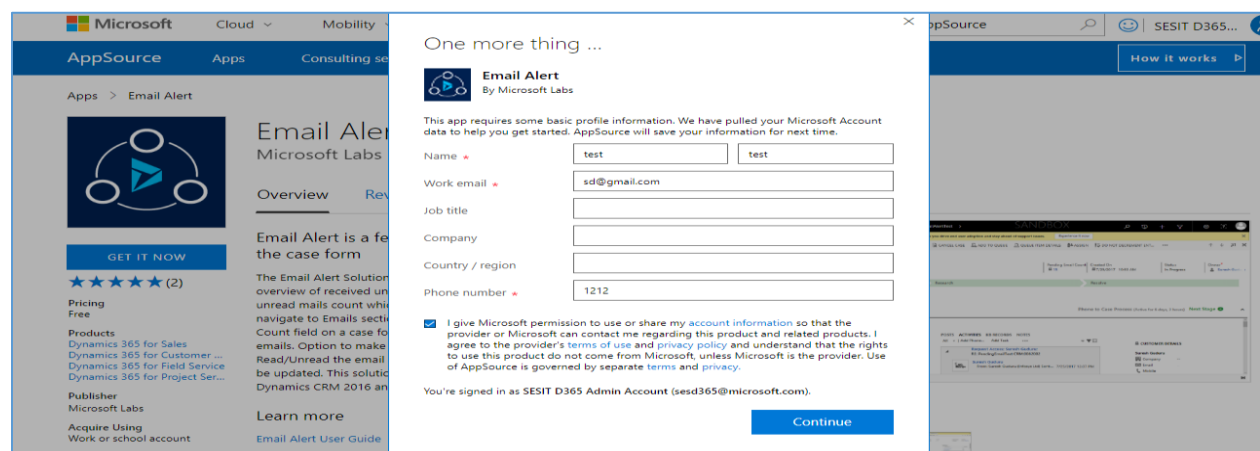 Microsoft
Cloud
Mobility
ppSource
SESIT D365...
AppSource
Apps
Consulting se
How it works
Apps > Email Alert
Email Aler
Microsoft Labs
Overview
Rev
GET IT NOW
(2)
Pricing
Free
Products
Dynamics 365 for Sales
Dynamics 365 for Customer ...
Dynamics 365 for Field Service
Dynamics 365 for Project Ser...
Publisher
Microsoft Labs
Acquire Using
Work or school account
Email Alert is a fe
the case form
The Email Alert Solution
overview of received un
unread mails count whic
navigate to Emails secti
Count field on a case fo
emails. Option to make
Read/Unread the email
be updated. This solutio
Dynamics CRM 2016 an
Learn more
Email Alert User Guide
One more thing ...
Email Alert
By Microsoft Labs
This app requires some basic profile information. We have pulled your Microsoft Account
data to help you get started. AppSource will save your information for next time.
Name *
test
test
Work email *
sd@gmail.com
Job title
Company
Country / region
Phone number *
1212
I give Microsoft permission to use or share my account information so that the
provider or Microsoft can contact me regarding this product and related products. I
agree to the provider's terms of use and privacy policy and understand that the rights
to use this product do not come from Microsoft, unless Microsoft is the provider. Use
of AppSource is governed by separate terms and privacy.
You're signed in as SESIT D365 Admin Account (sesd365@microsoft.com).
Continue
SANDBOX